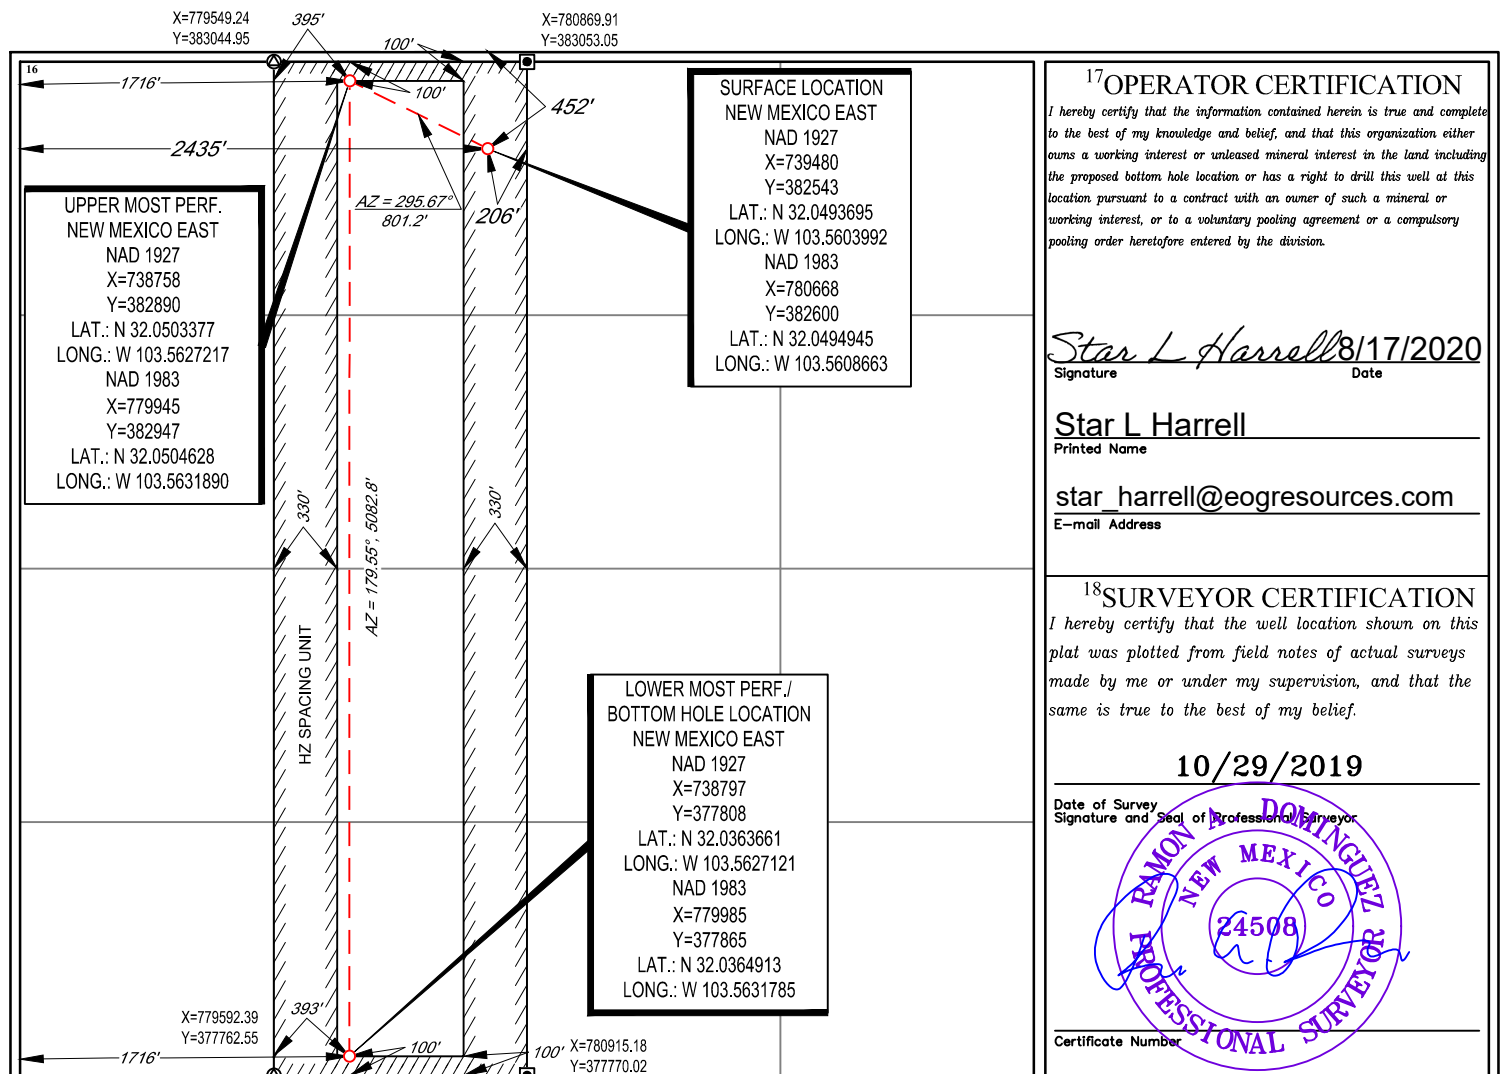 X=779549.24
Y=383044.95
395'
100'
X=780869.91
Y=383053.05
16
1716'
100'
452'
2435'
AZ = 295.67°
801.2'
206'
UPPER MOST PERF.
NEW MEXICO EAST
NAD 1927
X=738758
Y=382890
LAT.: N 32.0503377
LONG.: W 103.5627217
NAD 1983
X=779945
Y=382947
LAT.: N 32.0504628
LONG.: W 103.5631890
SURFACE LOCATION
NEW MEXICO EAST
NAD 1927
X=739480
Y=382543
LAT.: N 32.0493695
LONG.: W 103.5603992
NAD 1983
X=780668
Y=382600
LAT.: N 32.0494945
LONG.: W 103.5608663
330'
AZ = 179.55°, 5082.8'
330'
HZ SPACING UNIT
LOWER MOST PERF./
BOTTOM HOLE LOCATION
NEW MEXICO EAST
NAD 1927
X=738797
Y=377808
LAT.: N 32.0363661
LONG.: W 103.5627121
NAD 1983
X=779985
Y=377865
LAT.: N 32.0364913
LONG.: W 103.5631785
X=779592.39
Y=377762.55
393'
1716'
100'
100'
X=780915.18
Y=377770.02
17OPERATOR CERTIFICATION
I hereby certify that the information contained herein is true and complete
to the best of my knowledge and belief, and that this organization either
owns a working interest or unleased mineral interest in the land including
the proposed bottom hole location or has a right to drill this well at this
location pursuant to a contract with an owner of such a mineral or
working interest, or to a voluntary pooling agreement or a compulsory
pooling order heretofore entered by the division.
Star L Harrell 8/17/2020
Signature Date
Star L Harrell
Printed Name
star_harrell@eogresources.com
E-mail Address
18SURVEYOR CERTIFICATION
I hereby certify that the well location shown on this
plat was plotted from field notes of actual surveys
made by me or under my supervision, and that the
same is true to the best of my belief.
10/29/2019
Date of Survey
Signature and Seal of Professional Surveyor
RAMON A. DOMINGUEZ
NEW MEXICO
24508
PROFESSIONAL SURVEYOR
Certificate Number